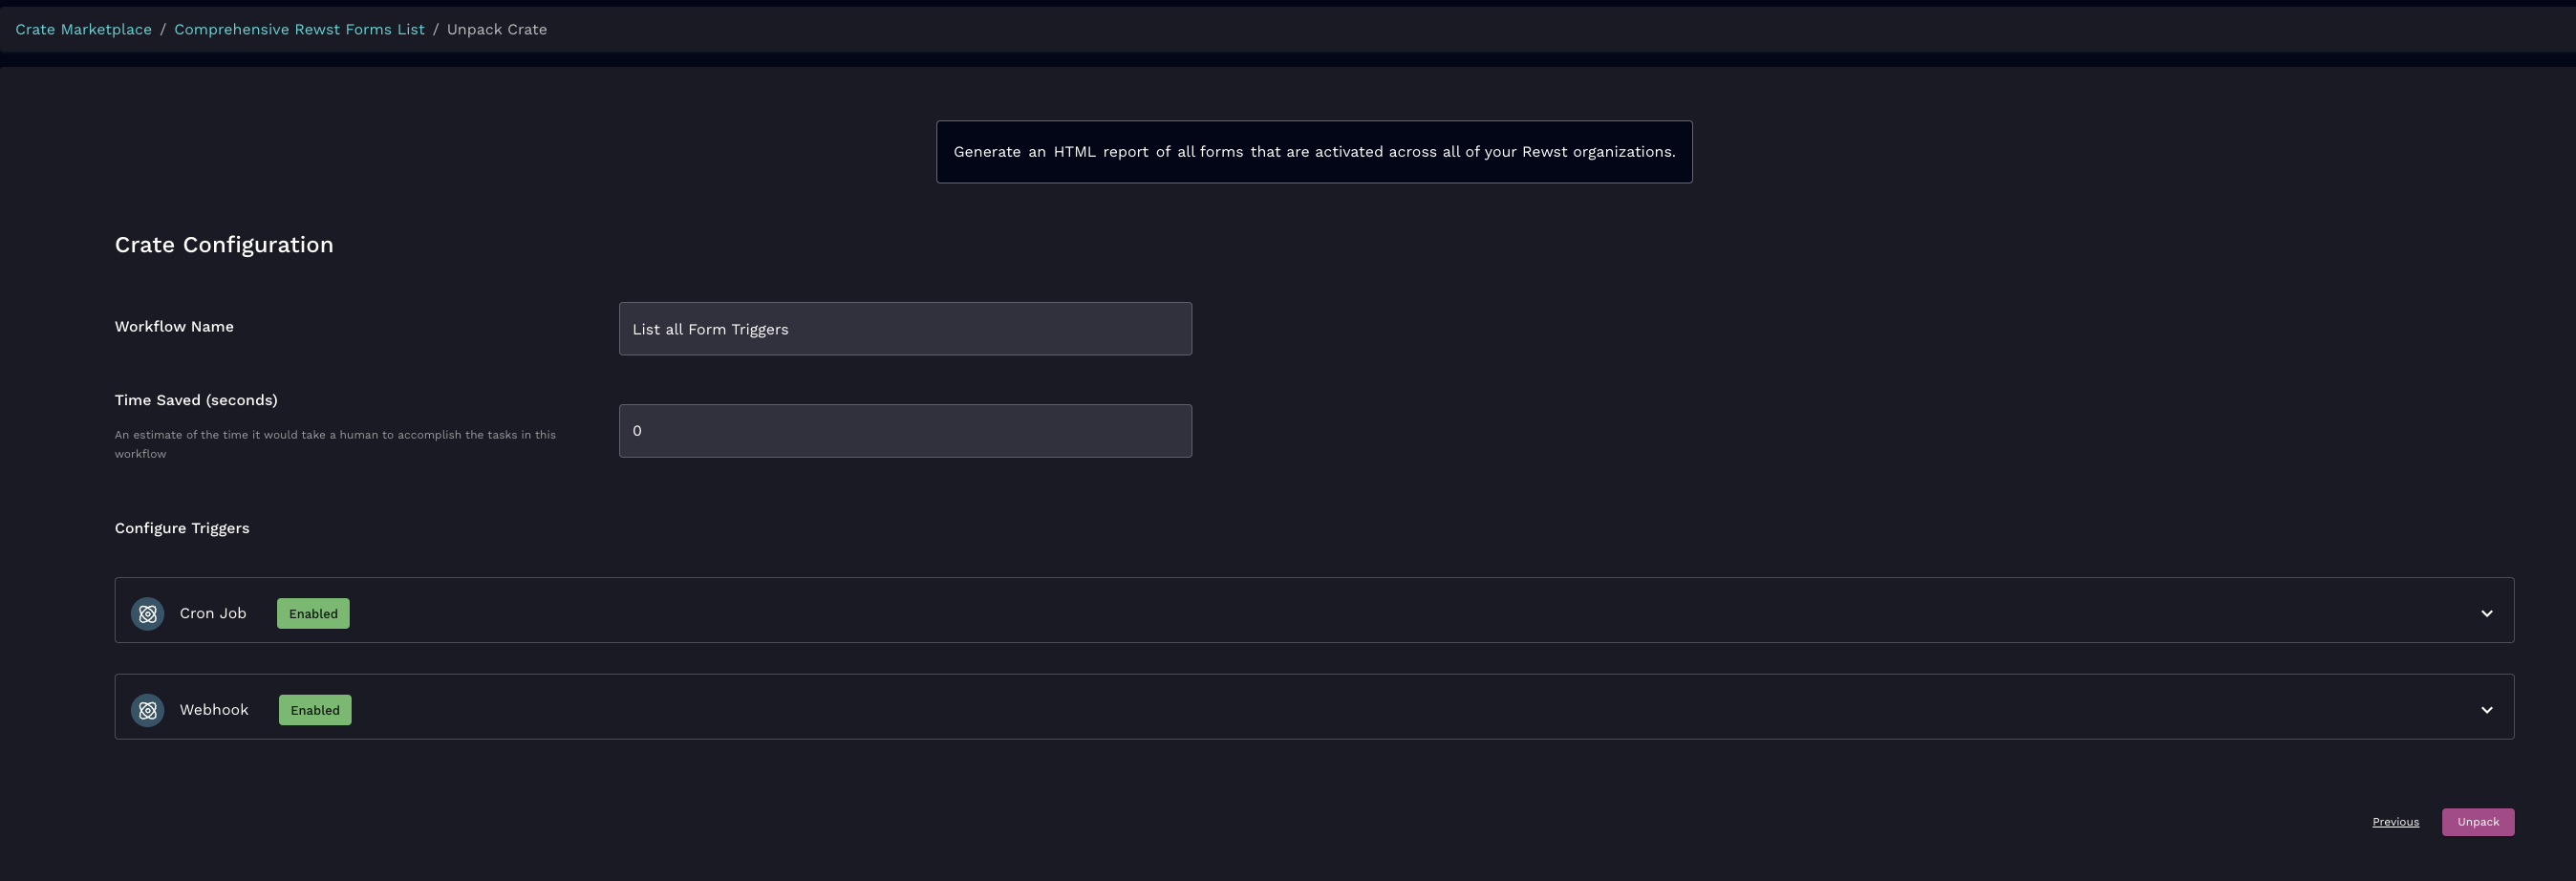 Crate Marketplace / Comprehensive Rewst Forms List / Unpack Crate
Generate an HTML report of all forms that are activated across all of your Rewst organizations.
Crate Configuration
Workflow Name
List all Form Triggers
Time Saved (seconds)
An estimate of the time it would take a human to accomplish the tasks in this
workflow
0
Configure Triggers
Cron Job Enabled
Webhook Enabled
Previous Unpack